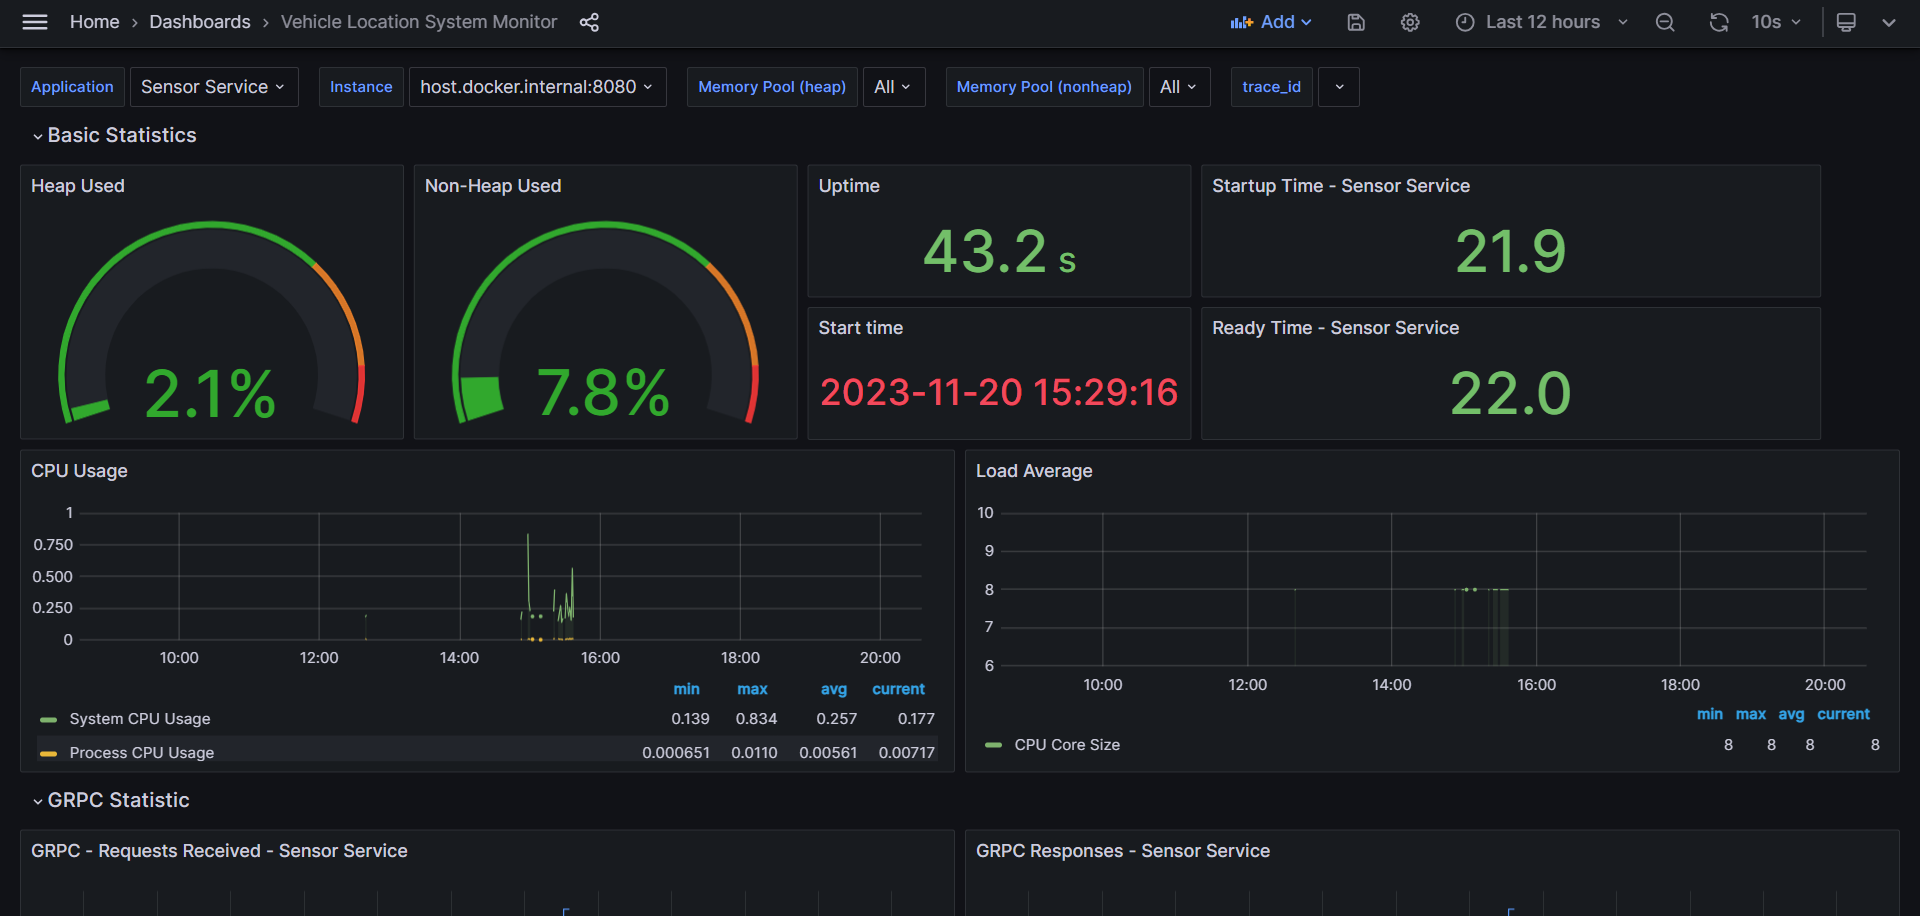 Home › Dashboards › Vehicle Location System Monitor Add Last 12 hours 10s
Application Sensor Service Instance host.docker.internal:8080 Memory Pool (heap) All Memory Pool (nonheap) All trace_id
Basic Statistics
Heap Used
2.1%
Non-Heap Used
7.8%
Uptime
43.2 s
Startup Time - Sensor Service
21.9
Start time
2023-11-20 15:29:16
Ready Time - Sensor Service
22.0
CPU Usage
1
0.750
0.500
0.250
0
10:00 12:00 14:00 16:00 18:00 20:00
min max avg current
System CPU Usage 0.139 0.834 0.257 0.177
Process CPU Usage 0.000651 0.0110 0.00561 0.00717
Load Average
10
9
8
7
6
10:00 12:00 14:00 16:00 18:00 20:00
min max avg current
CPU Core Size 8 8 8 8
GRPC Statistic
GRPC - Requests Received - Sensor Service
GRPC Responses - Sensor Service